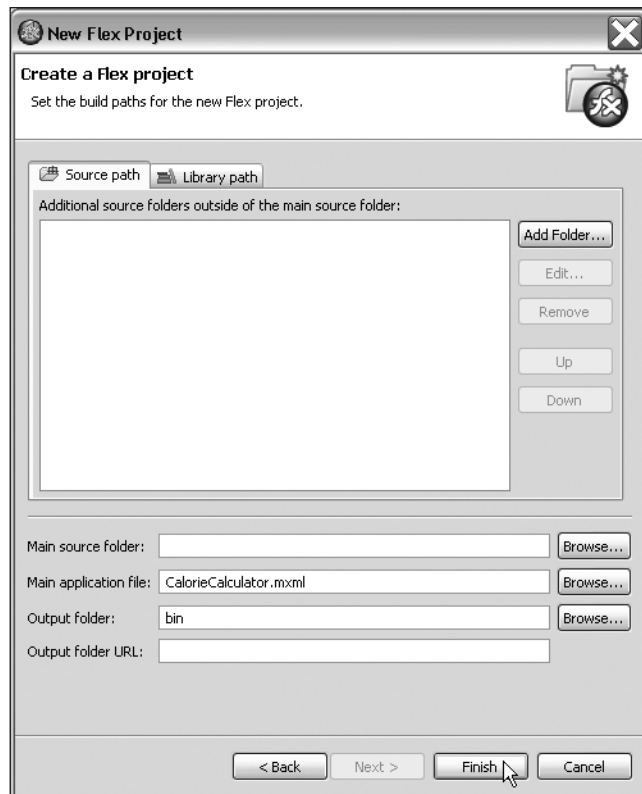 New Flex Project
Create a Flex project
Set the build paths for the new Flex project.
Source path
Library path
Additional source folders outside of the main source folder:
Add Folder...
Edit...
Remove
Up
Down
Main source folder:
Browse...
Main application file:
CalorieCalculator.mxml
Browse...
Output folder:
bin
Browse...
Output folder URL:
< Back
Next >
Finish
Cancel